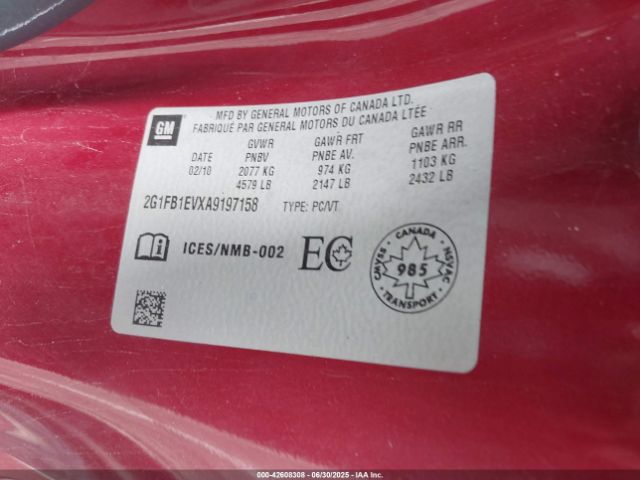 GM
MFD BY GENERAL MOTORS OF CANADA LTD.
FABRIQUÉ PAR GENERAL MOTORS DU CANADA LTÉE
DATE
02/10
GVWR
PNBV
2077 KG
4579 LB
GAWR FRT
PNBE AV.
974 KG
2147 LB
GAWR RR
PNBE ARR.
1103 KG
2432 LB
2G1FB1EVXA9197158 TYPE: PC/VT
ICES/NMB-002
EC
CANADA
CMVSS
985
NSVAC
TRANSPORT
000-42608308 - 06/30/2025 - IAA Inc.